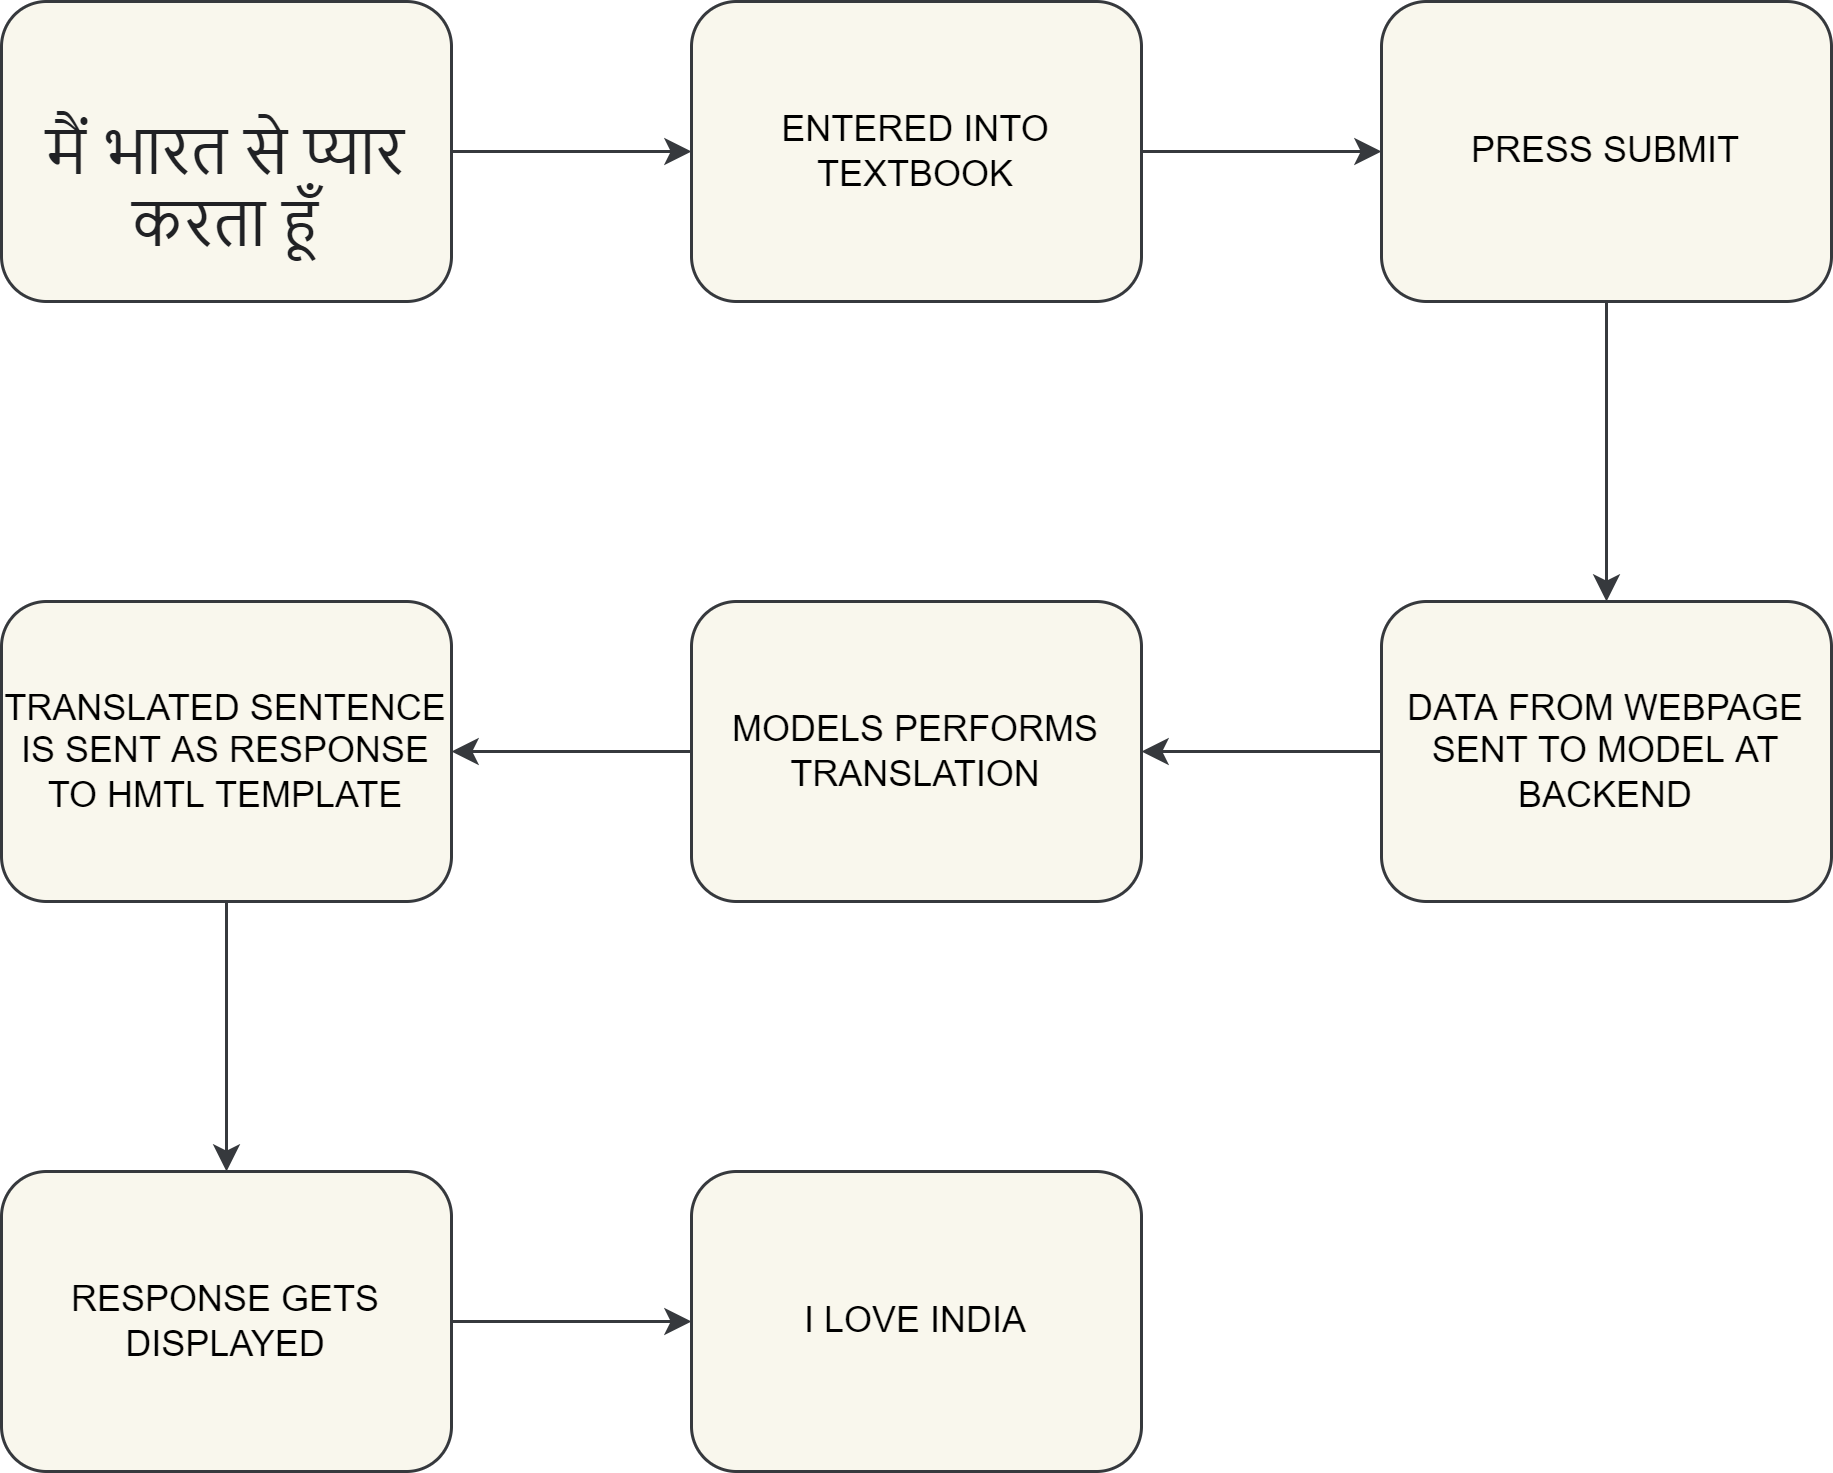 मैं भारत से प्यार
करता हूँ
ENTERED INTO
TEXTBOOK
PRESS SUBMIT
DATA FROM WEBPAGE
SENT TO MODEL AT
BACKEND
MODELS PERFORMS
TRANSLATION
TRANSLATED SENTENCE
IS SENT AS RESPONSE
TO HMTL TEMPLATE
RESPONSE GETS
DISPLAYED
I LOVE INDIA